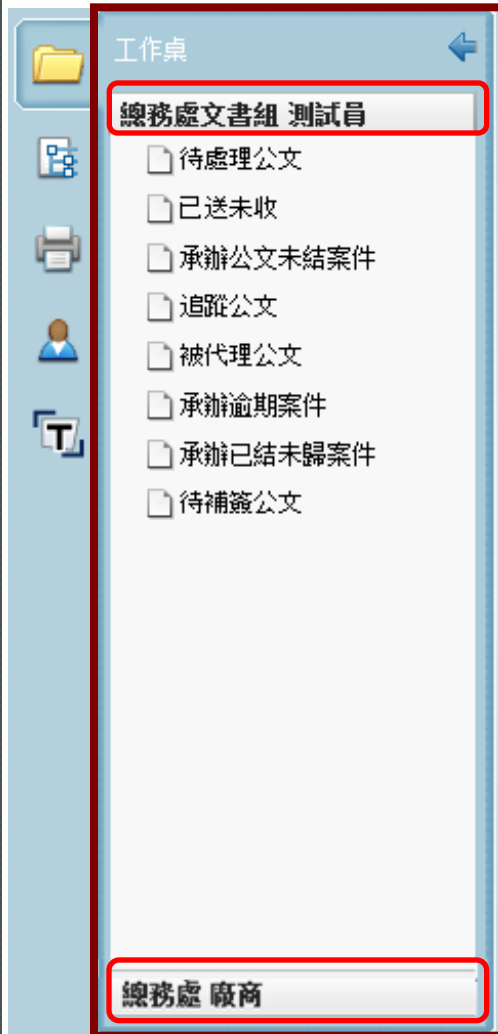 工作桌
總務處文書組 測試員
待處理公文
已送未收
承辦公文未結案件
追蹤公文
被代理公文
承辦逾期案件
承辦已結未歸案件
待補簽公文
T
總務處 廠商